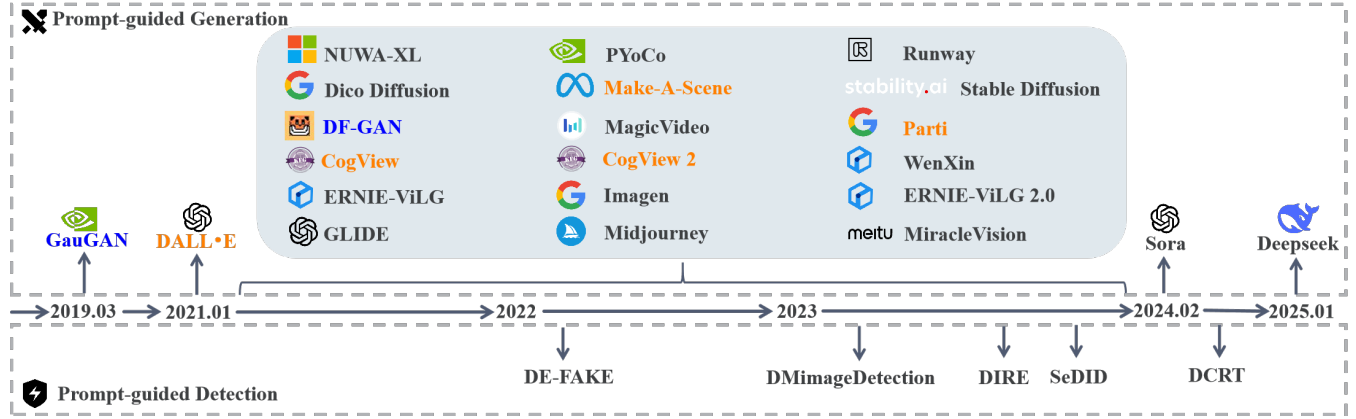 Prompt-guided Generation
NUWA-XL PYoCo Runway
Dico Diffusion Make-A-Scene stability.ai Stable Diffusion
DF-GAN MagicVideo Parti
CogView CogView 2 WenXin
ERNIE-ViLG Imagen ERNIE-ViLG 2.0
GLIDE Midjourney meitu MiracleVision
GauGAN DALL•E Sora Deepseek
2019.03 2021.01 2022 2023 2024.02 2025.01
DE-FAKE DMimageDetection DIRE SeDID DCRT
Prompt-guided Detection